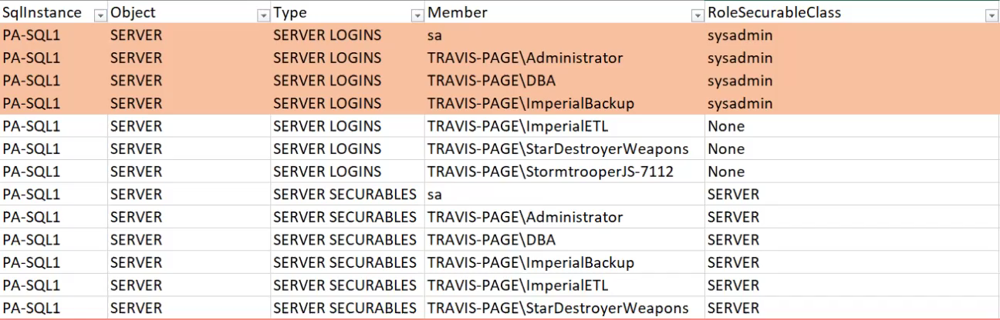 SqlInstance Object Type Member RoleSecurableClass
PA-SQL1 SERVER SERVER LOGINS sa sysadmin
PA-SQL1 SERVER SERVER LOGINS TRAVIS-PAGE\Administrator sysadmin
PA-SQL1 SERVER SERVER LOGINS TRAVIS-PAGE\DBA sysadmin
PA-SQL1 SERVER SERVER LOGINS TRAVIS-PAGE\ImperialBackup sysadmin
PA-SQL1 SERVER SERVER LOGINS TRAVIS-PAGE\ImperialETL None
PA-SQL1 SERVER SERVER LOGINS TRAVIS-PAGE\StarDestroyerWeapons None
PA-SQL1 SERVER SERVER LOGINS TRAVIS-PAGE\StormtrooperJS-7112 None
PA-SQL1 SERVER SERVER SECURABLES sa SERVER
PA-SQL1 SERVER SERVER SECURABLES TRAVIS-PAGE\Administrator SERVER
PA-SQL1 SERVER SERVER SECURABLES TRAVIS-PAGE\DBA SERVER
PA-SQL1 SERVER SERVER SECURABLES TRAVIS-PAGE\ImperialBackup SERVER
PA-SQL1 SERVER SERVER SECURABLES TRAVIS-PAGE\ImperialETL SERVER
PA-SQL1 SERVER SERVER SECURABLES TRAVIS-PAGE\StarDestroyerWeapons SERVER